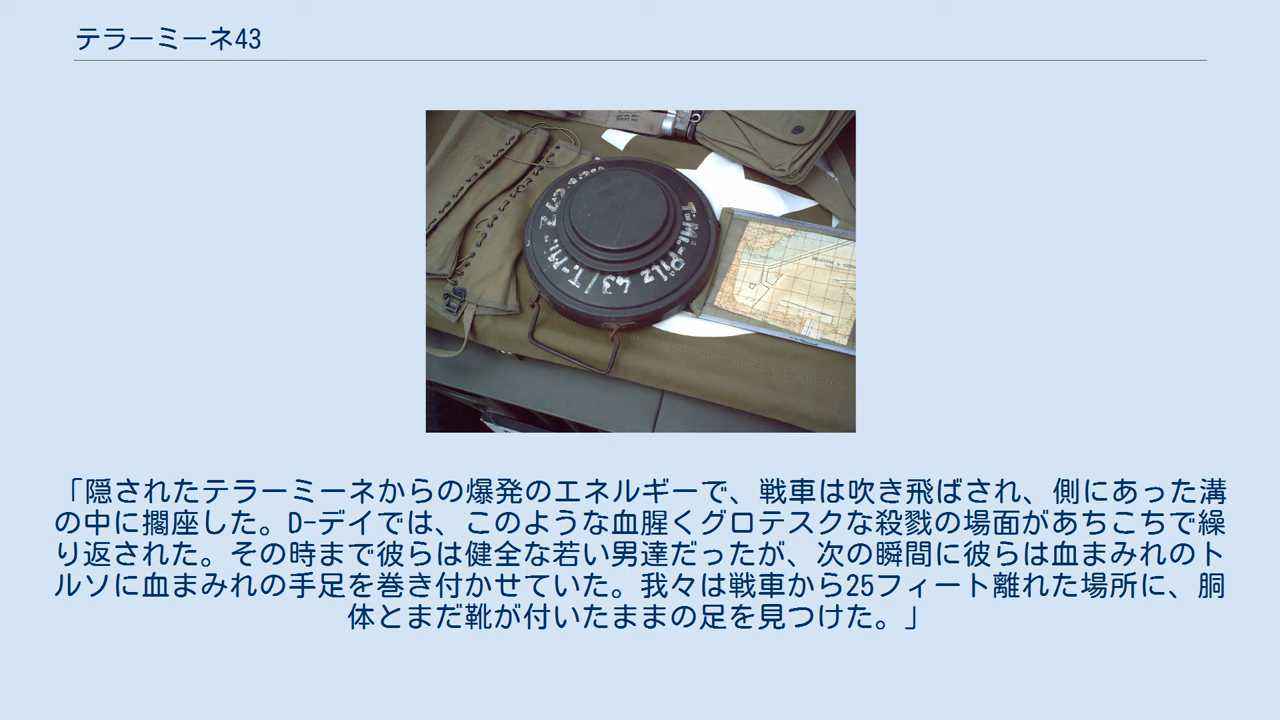 テラーミーネ43
T-Mi-Pilz 43/T-Mi-Z
「隠されたテラーミーネからの爆発のエネルギーで、戦車は吹き飛ばされ、側にあった溝
の中に擱座した。D-デイでは、このような血腥くグロテスクな殺戮の場面があちこちで繰
り返された。その時まで彼らは健全な若い男達だったが、次の瞬間に彼らは血まみれのト
ルソに血まみれの手足を巻き付かせていた。我々は戦車から25フィート離れた場所に、胴
体とまだ靴が付いたままの足を見つけた。」